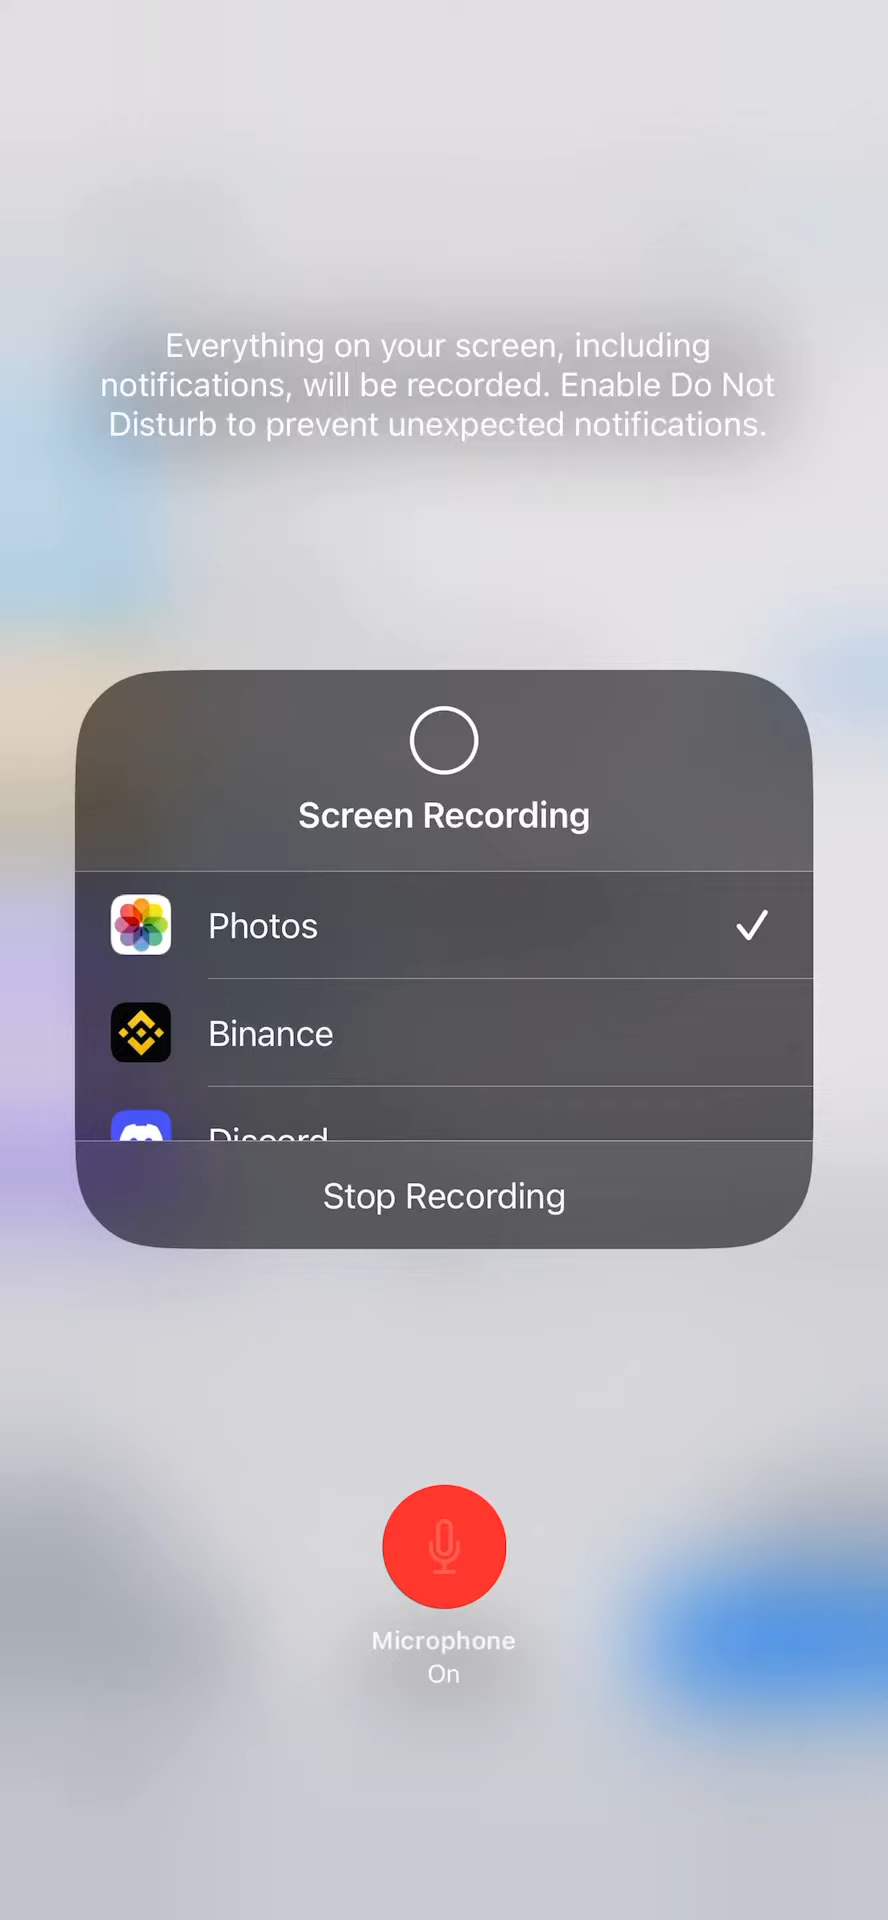 Everything on your screen, including
notifications, will be recorded. Enable Do Not
Disturb to prevent unexpected notifications.
Screen Recording
Photos
Binance
Discord
Stop Recording
Microphone
On